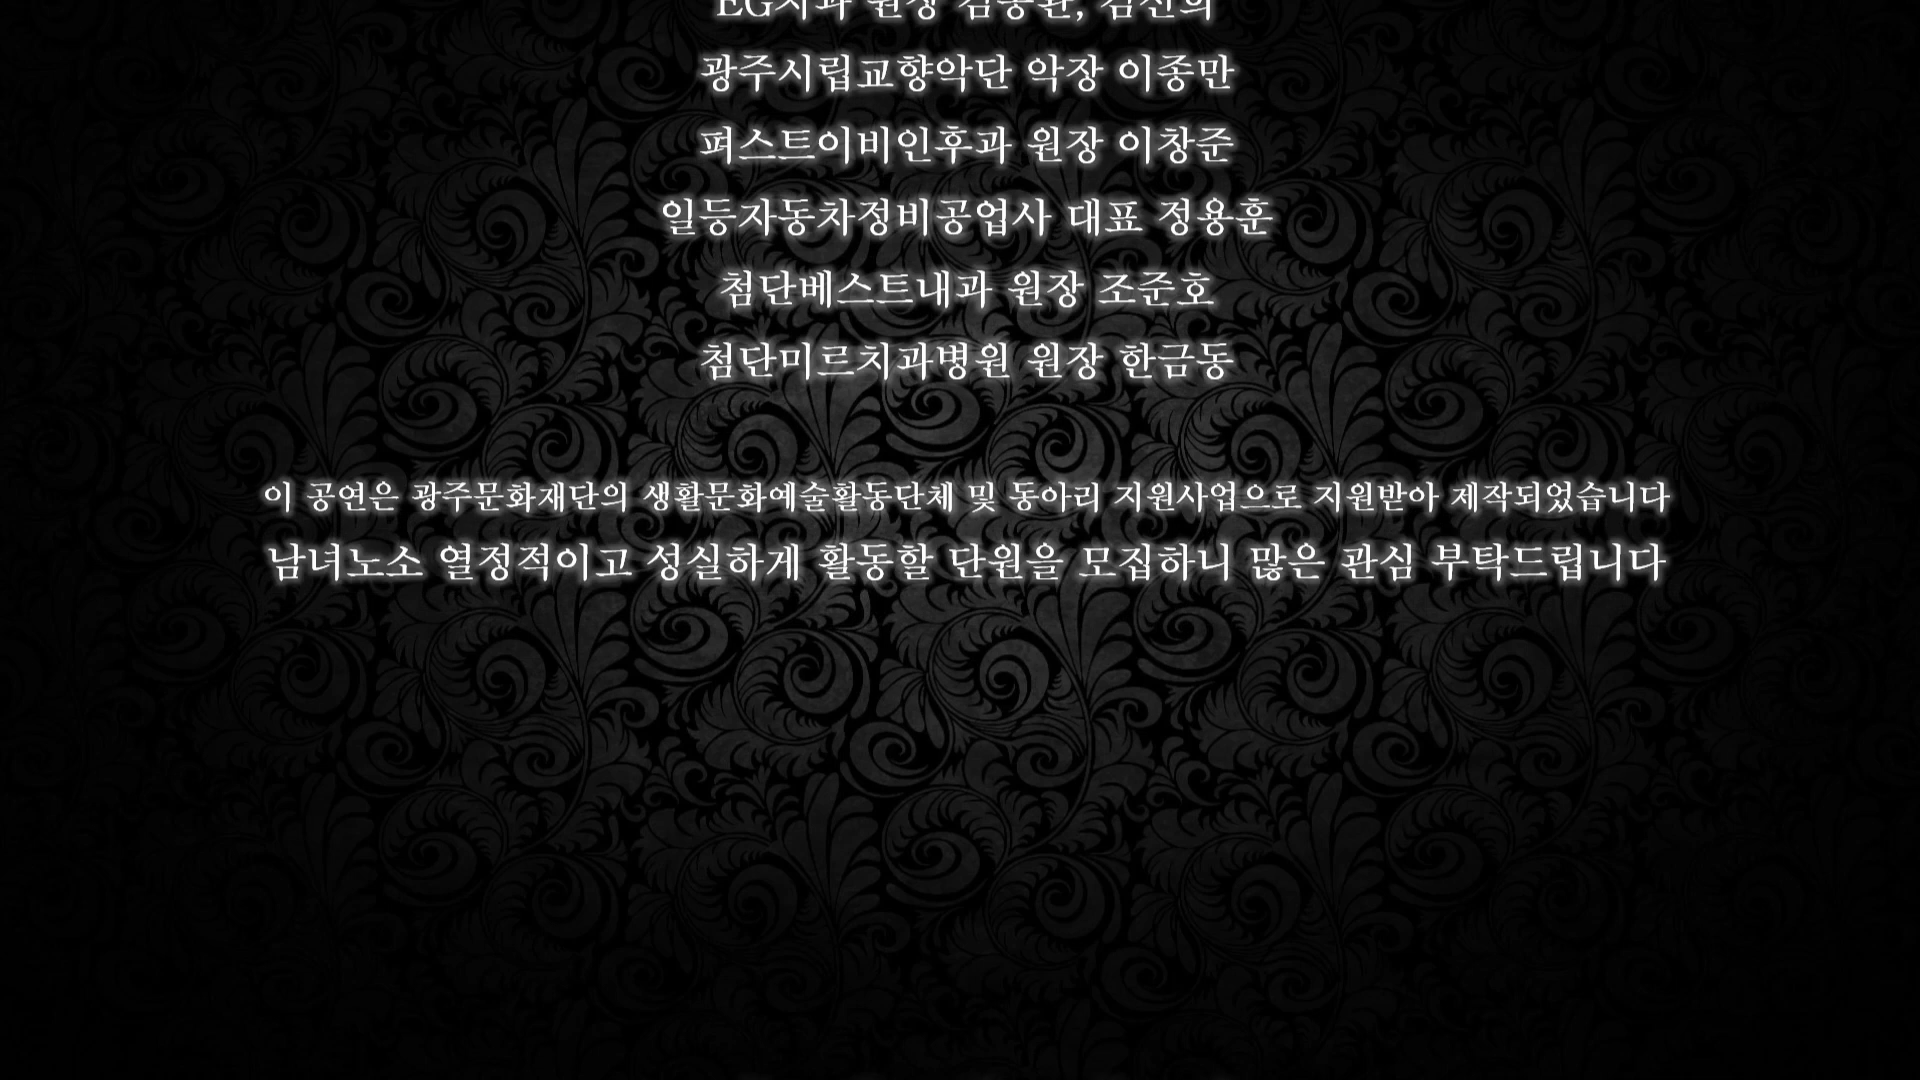 EG치과 원장
광주시립교향악단 악장 이종만
퍼스트이비인후과 원장 이창준
일등자동차정비공업사 대표 정용훈
첨단베스트내과 원장 조준호
첨단미르치과병원 원장 한금동
이 공연은 광주문화재단의 생활문화예술활동단체 및 동아리 지원사업으로 지원받아 제작되었습니다
남녀노소 열정적이고 성실하게 활동할 단원을 모집하니 많은 관심 부탁드립니다